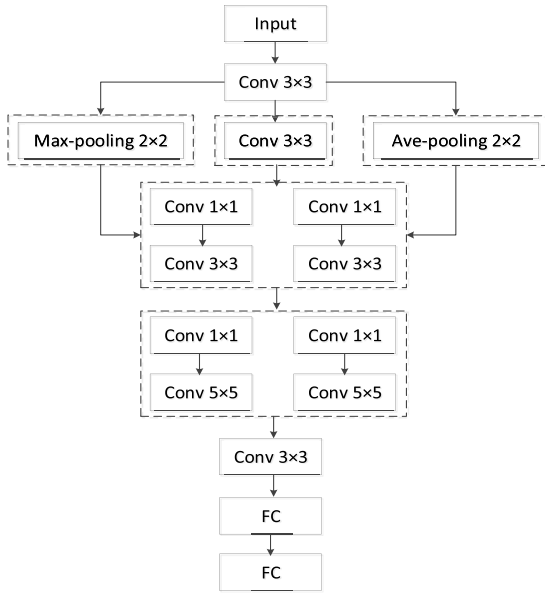 Input
Conv 3×3
Max-pooling 2×2
Conv 3×3
Ave-pooling 2×2
Conv 1×1
Conv 1×1
Conv 3×3
Conv 3×3
Conv 1×1
Conv 1×1
Conv 5×5
Conv 5×5
Conv 3×3
FC
FC